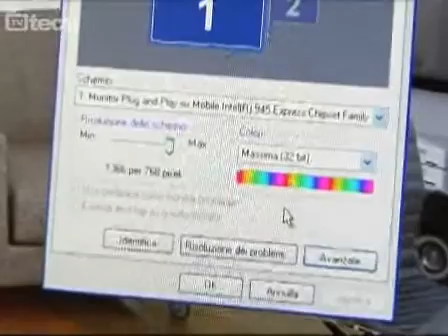 TV tech
1
2
Schermo:
1. Monitor Plug and Play su Mobile Intel(R) 945 Express Chipset Family
Risoluzione dello schermo
Colori
Min
Max
Massima (32 bit)
1366 per 768 pixel
Identifica
Risoluzione dei problemi
Avanzate
OK
Annulla